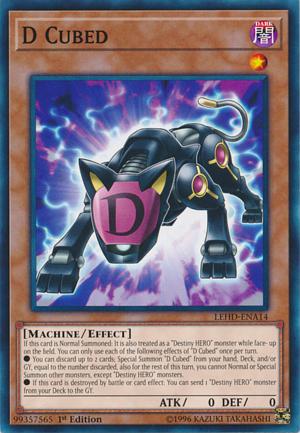 D Cubed
DARK
闇
D
LEHD-ENA14
[Machine/Effect]
If this card is Normal Summoned: It is also treated as a "Destiny HERO" monster while face-up
on the field. You can only use each of the following effects of "D Cubed" once per turn.
● You can discard up to 2 cards; Special Summon "D Cubed" from your hand, Deck, and/or
GY, equal to the number discarded, also for the rest of this turn, you cannot Normal or Special
Summon other monsters, except "Destiny HERO" monsters.
● If this card is destroyed by battle or card effect: You can send 1 "Destiny HERO" monster
from your Deck to the GY.
ATK/ 0 DEF/ 0
99357565 1st Edition ©1996 KAZUKI TAKAHASHI